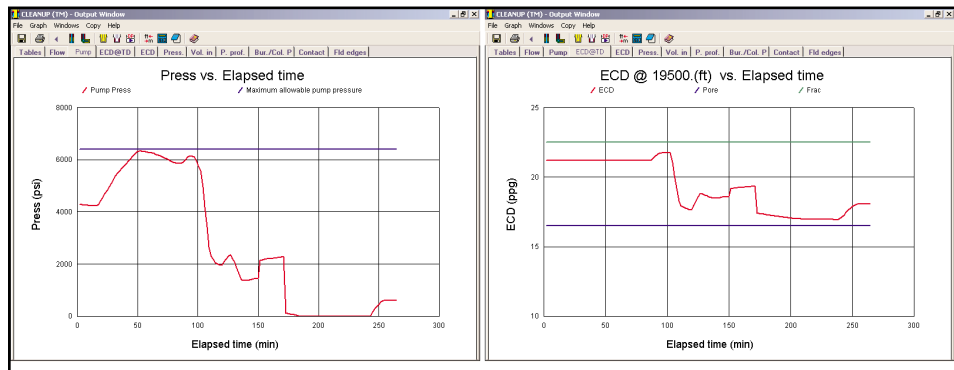 CLEANUP (TM) - Output Window
File Graph Windows Copy Help
Tables Flow Pump ECD@TD ECD Press. Vol. in P. prof. Bur./Col. P Contact Fld edges
Press vs. Elapsed time
Pump Press Maximum allowable pump pressure
8000
6000
4000
2000
0
Press (psi)
0 50 100 150 200 250 300
Elapsed time (min)
CLEANUP (TM) - Output Window
File Graph Windows Copy Help
Tables Flow Pump ECD@TD ECD Press. Vol. in P. prof. Bur./Col. P Contact Fld edges
ECD @ 19500.(ft) vs. Elapsed time
ECD Pore Frac
25
20
15
10
ECD (ppg)
0 50 100 150 200 250 300
Elapsed time (min)